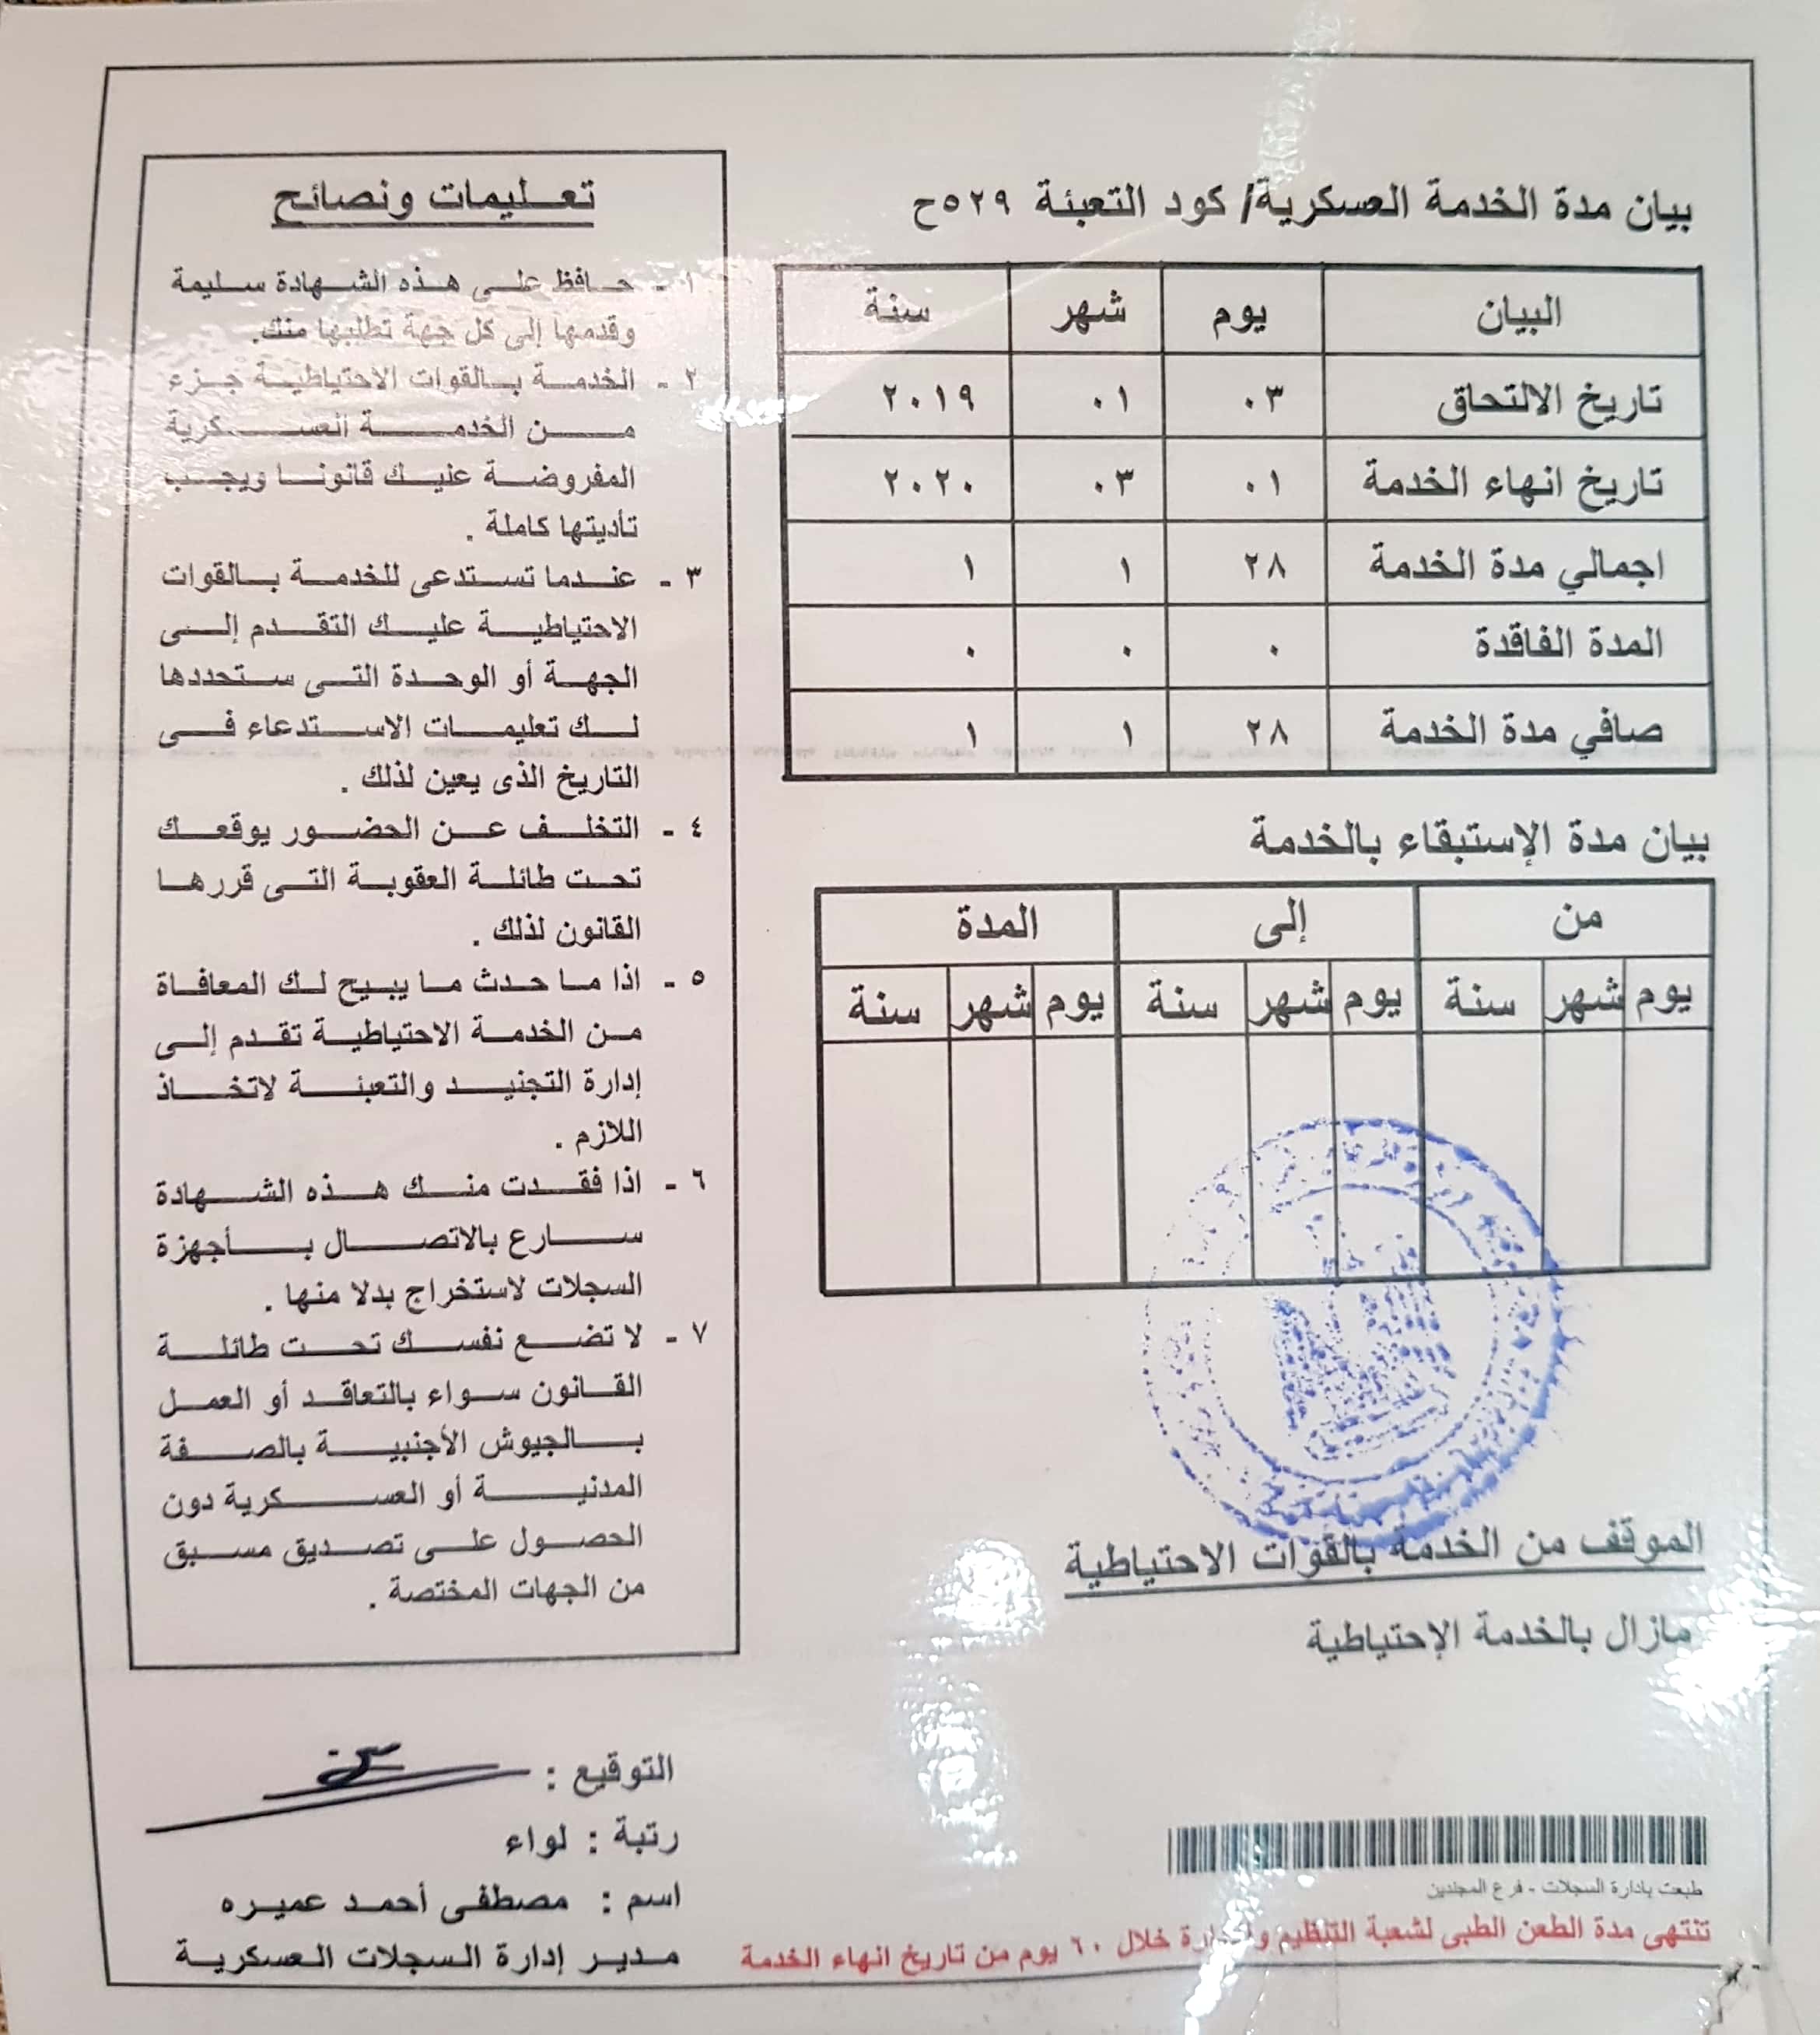 بيان مدة الخدمة العسكرية/ كود التعبئة ٥٢٩ح
البيان يوم شهر سنة
تاريخ الالتحاق ٠٣ ٠١ ٢٠١٩
تاريخ انهاء الخدمة ٠١ ٠٣ ٢٠٢٠
اجمالي مدة الخدمة ٢٨ ١ ١
المدة الفاقدة ٠ ٠ ٠
صافي مدة الخدمة ٢٨ ١ ١
بيان مدة الإستبقاء بالخدمة
من إلى المدة
يوم شهر سنة يوم شهر سنة يوم شهر سنة
الموقف من الخدمة بالقوات الاحتياطية
مازال بالخدمة الإحتياطية
طبعت بإدارة السجلات - فرع المجندين
تنتهى مدة الطعن الطبى لشعبة التنظيم والإدارة خلال ٦٠ يوم من تاريخ انهاء الخدمة
تعليمات ونصائح
١ - حافظ على هذه الشهادة سليمة
وقدمها إلى كل جهة تطلبها منك.
٢ - الخدمة بالقوات الاحتياطية جزء
من الخدمة العسكرية
المفروضة عليك قانونا ويجب
تأديتها كاملة .
٣ - عندما تستدعى للخدمة بالقوات
الاحتياطية عليك التقدم إلى
الجهة أو الوحدة التى ستحددها
لك تعليمات الاستدعاء فى
التاريخ الذى يعين لذلك .
٤ - التخلف عن الحضور يوقعك
تحت طائلة العقوبة التى قررها
القانون لذلك .
٥ - اذا ما حدث ما يبيح لك المعافاة
من الخدمة الاحتياطية تقدم إلى
إدارة التجنيد والتعبئة لاتخاذ
اللازم .
٦ - اذا فقدت منك هذه الشهادة
سارع بالاتصال بأجهزة
السجلات لاستخراج بدلا منها .
٧ - لا تضع نفسك تحت طائلة
القانون سواء بالتعاقد أو العمل
بالجيوش الأجنبية بالصفة
المدنية أو العسكرية دون
الحصول على تصديق مسبق
من الجهات المختصة .
التوقيع :
رتبة : لواء
اسم : مصطفى أحمد عميره
مدير إدارة السجلات العسكرية